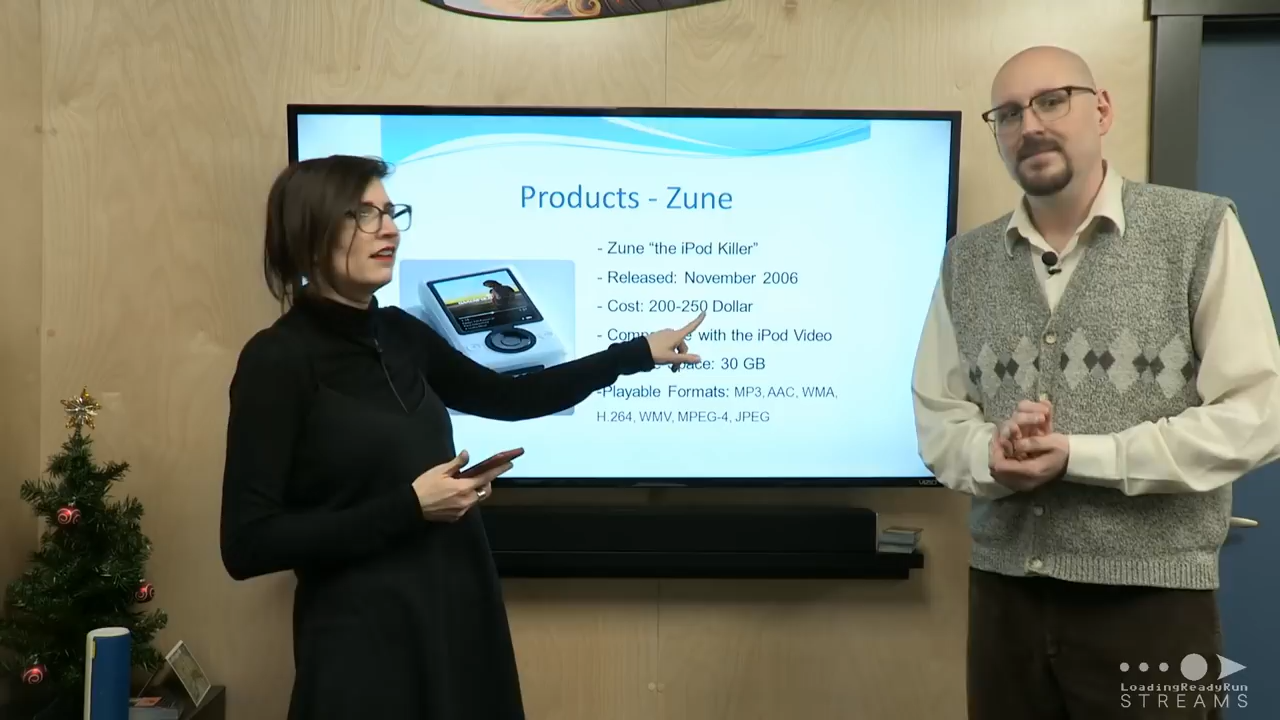 Products - Zune
- Zune “the iPod Killer”
- Released: November 2006
- Cost: 200-250 Dollar
with the iPod Video
30 GB
-Playable Formats: MP3, AAC, WMA,
H.264, WMV, MPEG-4, JPEG
VIZIO
LoadingReadyRun
STREAMS